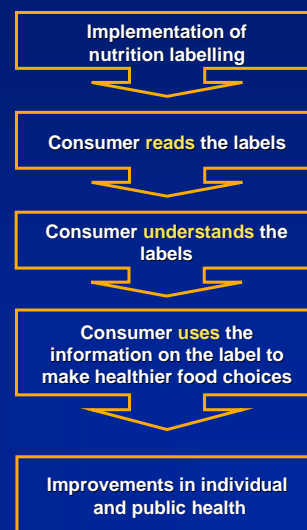 Implementation of
nutrition labelling
Consumer reads the labels
Consumer understands the
labels
Consumer uses the
information on the label to
make healthier food choices
Improvements in individual
and public health